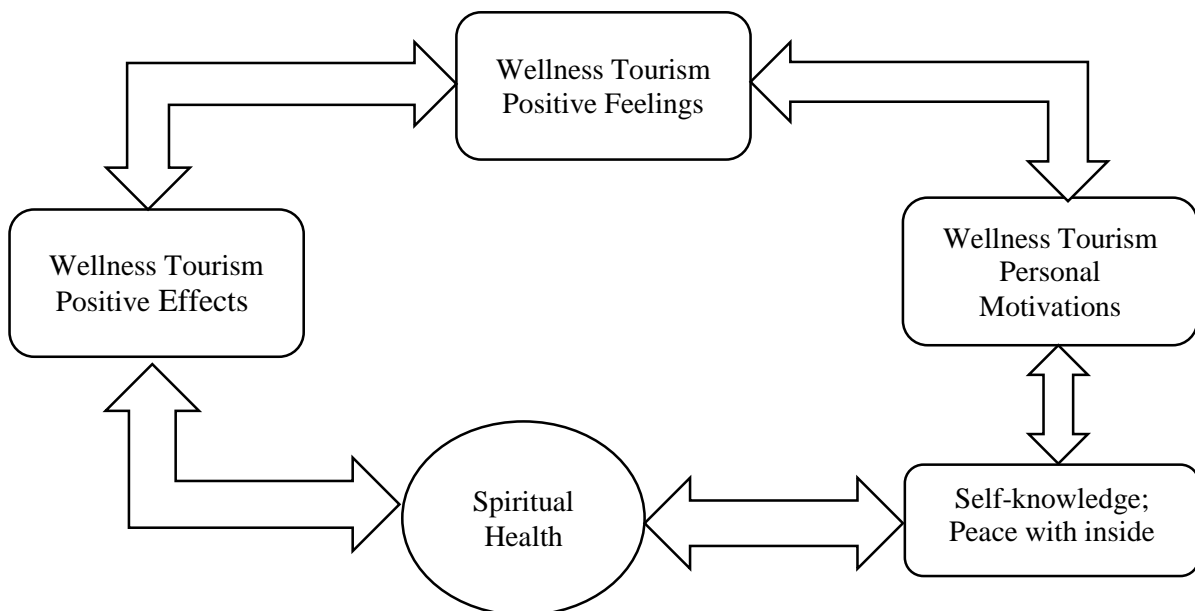 Wellness Tourism
Positive Feelings
Wellness Tourism
Positive Effects
Wellness Tourism
Personal
Motivations
Spiritual
Health
Self-knowledge;
Peace with inside